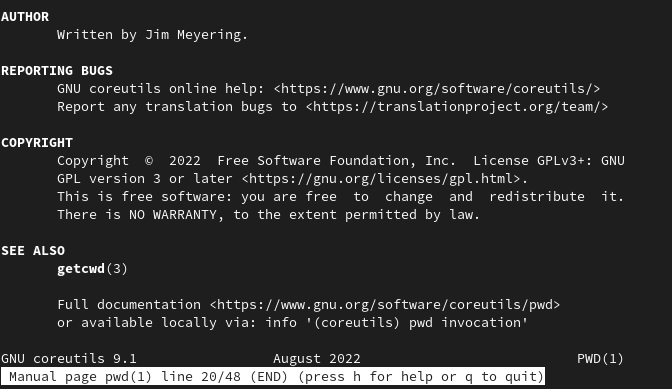 AUTHOR
Written by Jim Meyering.
REPORTING BUGS
GNU coreutils online help: <https://www.gnu.org/software/coreutils/>
Report any translation bugs to <https://translationproject.org/team/>
COPYRIGHT
Copyright © 2022 Free Software Foundation, Inc. License GPLv3+: GNU
GPL version 3 or later <https://gnu.org/licenses/gpl.html>.
This is free software: you are free to change and redistribute it.
There is NO WARRANTY, to the extent permitted by law.
SEE ALSO
getcwd(3)
Full documentation <https://www.gnu.org/software/coreutils/pwd>
or available locally via: info '(coreutils) pwd invocation'
GNU coreutils 9.1 August 2022 PWD(1)
Manual page pwd(1) line 20/48 (END) (press h for help or q to quit)